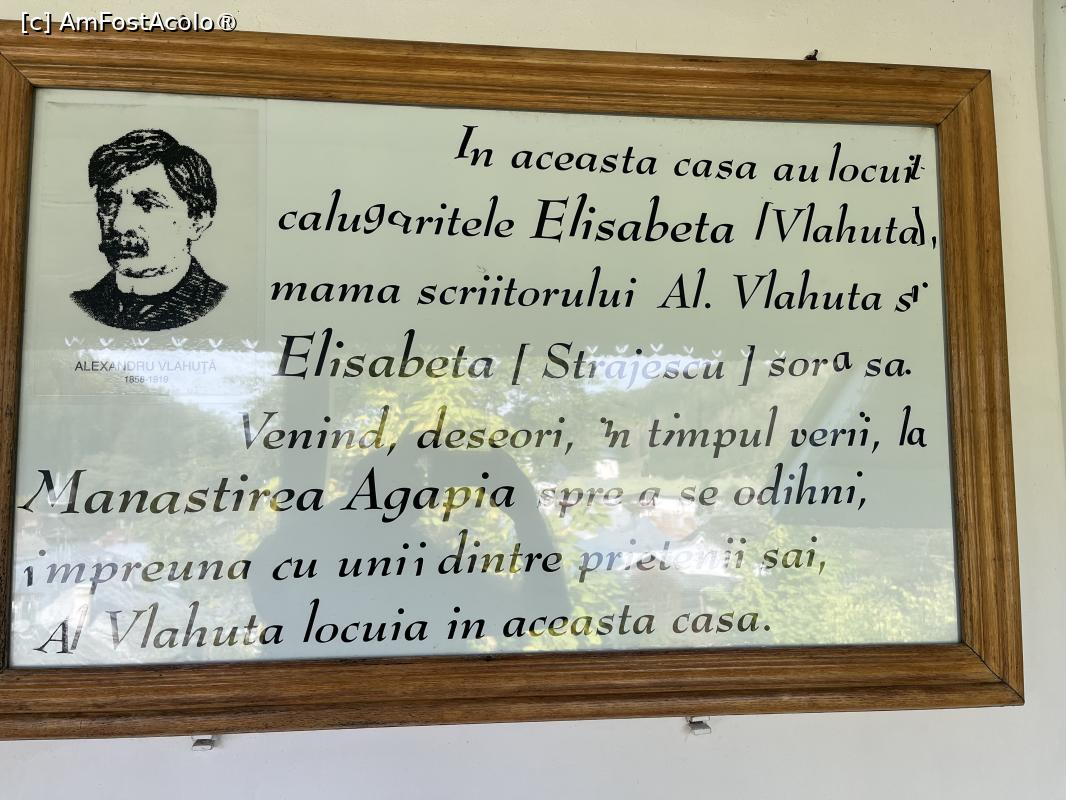 [c] AmFostAcolo®
In aceasta casa au locuit
calugaritele Elisabeta [Vlahuta],
mama scriitorului Al. Vlahuta si
Elisabeta [ Strajescu ] sora sa.
ALEXANDRU VLAHUȚĂ
1858-1919
Venind, deseori, in timpul verii, la
Manastirea Agapia spre a se odihni,
impreuna cu unii dintre prietenii sai,
Al Vlahuta locuia in aceasta casa.